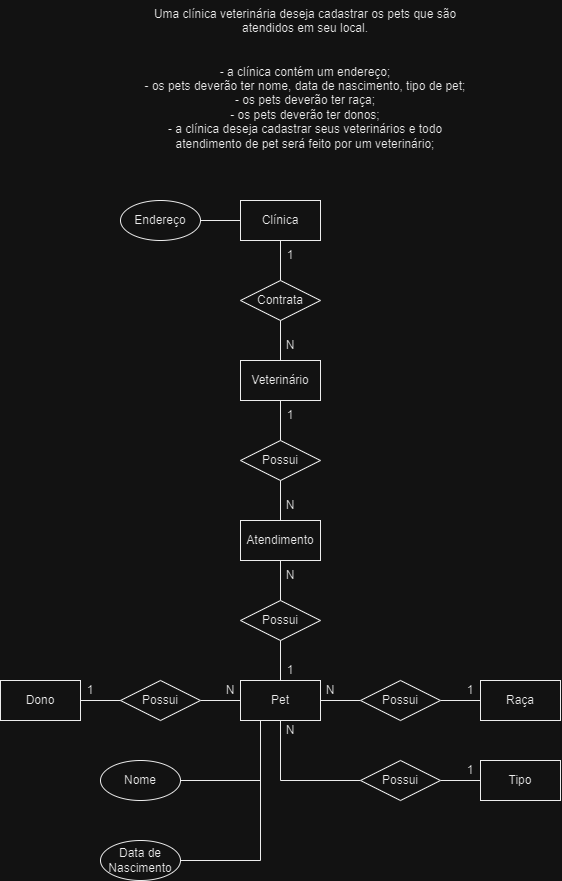 Uma clínica veterinária deseja cadastrar os pets que são
atendidos em seu local.
- a clínica contém um endereço;
- os pets deverão ter nome, data de nascimento, tipo de pet;
- os pets deverão ter raça;
- os pets deverão ter donos;
- a clínica deseja cadastrar seus veterinários e todo
atendimento de pet será feito por um veterinário;
Endereço
Clínica
1
Contrata
N
Veterinário
1
Possui
N
Atendimento
N
Possui
1
Dono
1
Possui
N
Pet
N
Possui
1
Raça
N
Nome
Possui
1
Tipo
Data de
Nascimento